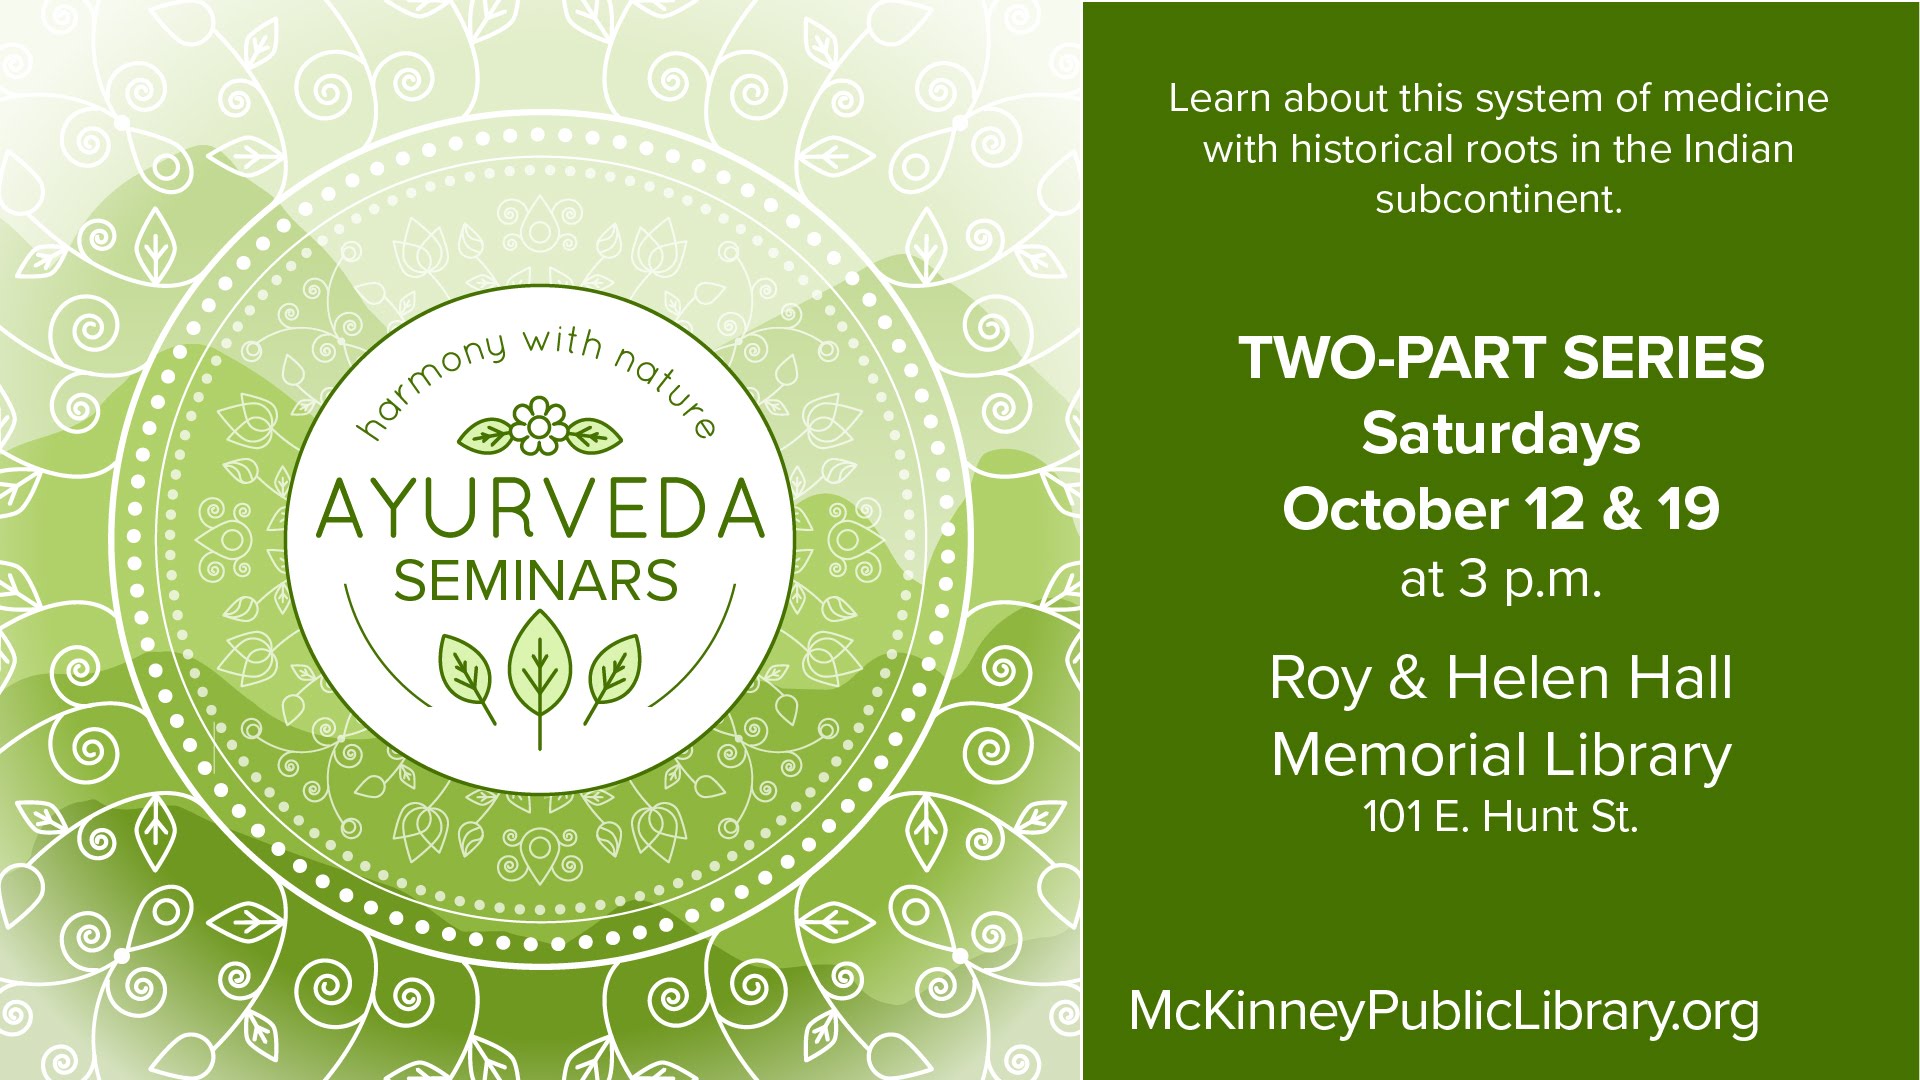 harmony with nature
AYURVEDA
SEMINARS
Learn about this system of medicine
with historical roots in the Indian
subcontinent.
TWO-PART SERIES
Saturdays
October 12 & 19
at 3 p.m.
Roy & Helen Hall
Memorial Library
101 E. Hunt St.
McKinneyPublicLibrary.org